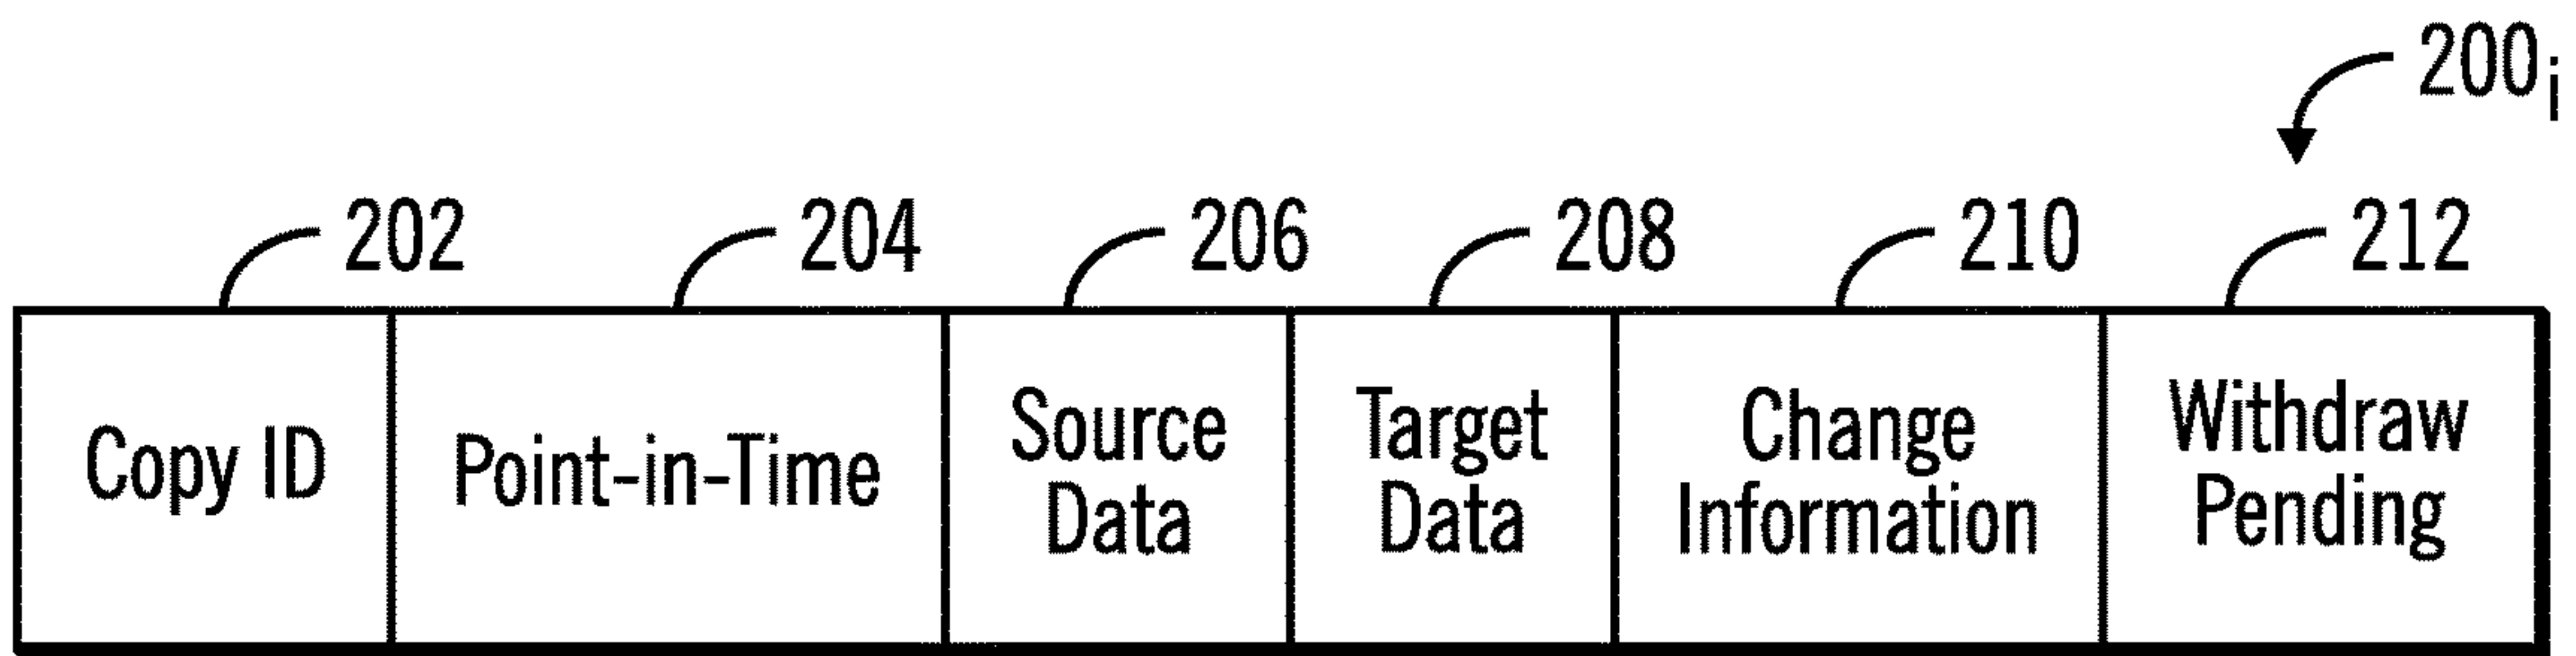 200i
202 204 206 208 210 212
Copy ID
Point-in-Time
Source
Data
Target
Data
Change
Information
Withdraw
Pending